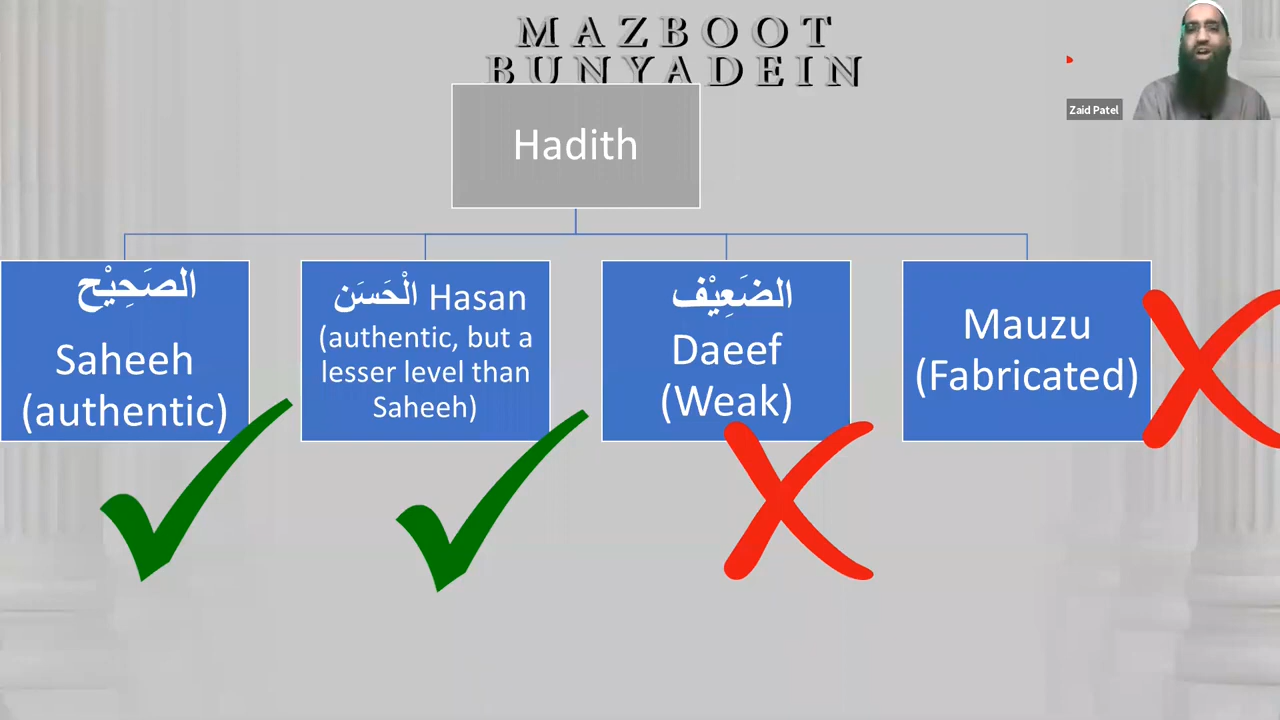 MAZBOOT
BUNYADEIN
Zaid Patel
Hadith
الصَحِيْح
Saheeh
(authentic)
الْحَسَن Hasan
(authentic, but a
lesser level than
Saheeh)
الضَعِيْف
Daeef
(Weak)
Mauzu
(Fabricated)